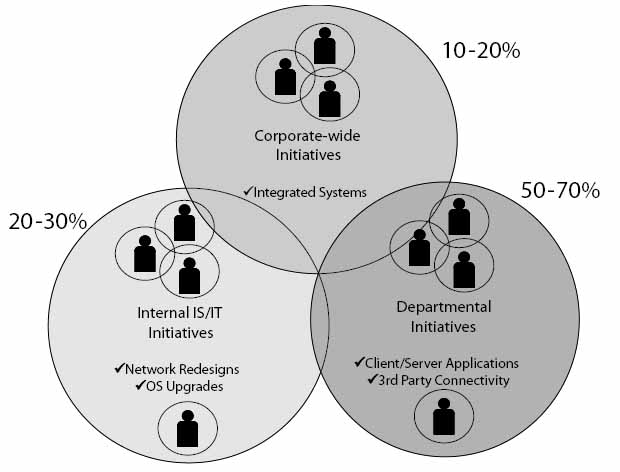 10-20%
Corporate-wide
Initiatives
✓Integrated Systems
50-70%
20-30%
Internal IS/IT
Initiatives
✓Network Redesigns
✓OS Upgrades
Departmental
Initiatives
✓Client/Server Applications
✓3rd Party Connectivity